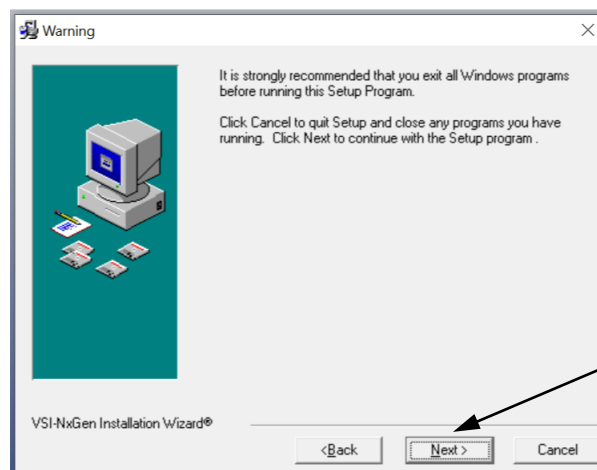 Warning
It is strongly recommended that you exit all Windows programs
before running this Setup Program.
Click Cancel to quit Setup and close any programs you have
running. Click Next to continue with the Setup program .
VSI-NxGen Installation Wizard®
<Back
Next >
Cancel